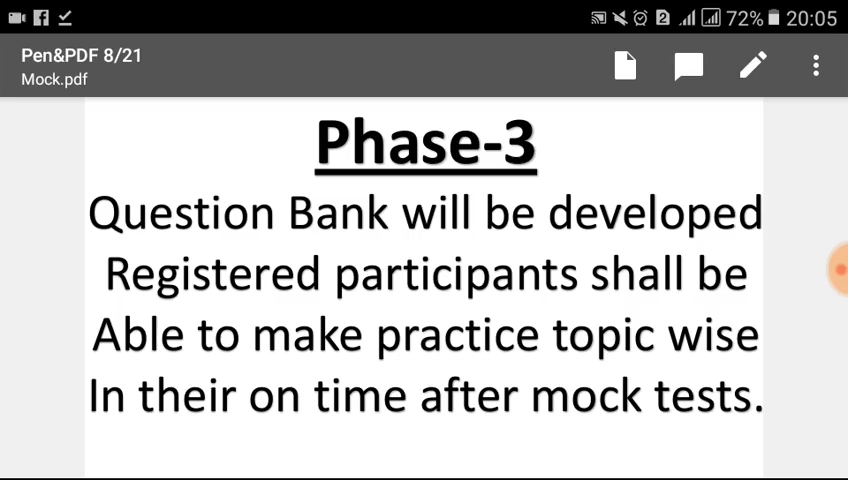 72% 20:05
Pen&PDF 8/21
Mock.pdf
Phase-3
Question Bank will be developed
Registered participants shall be
Able to make practice topic wise
In their on time after mock tests.